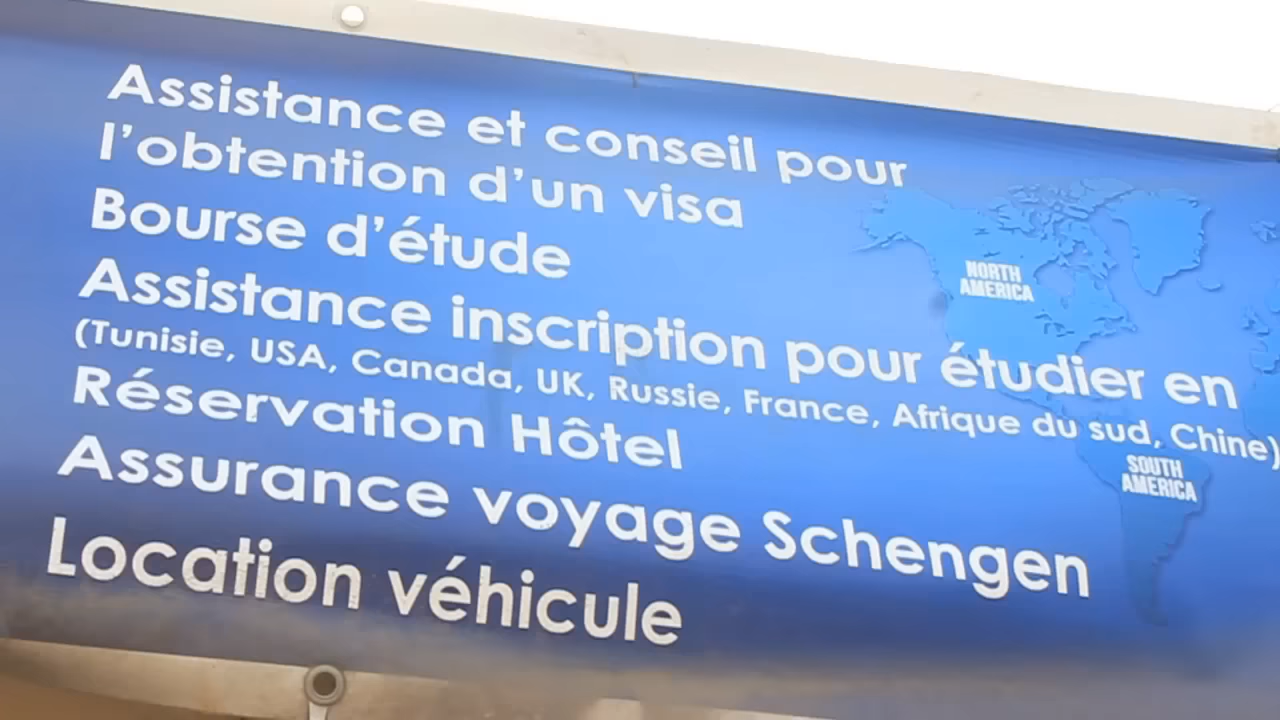 Assistance et conseil pour
l'obtention d'un visa
Bourse d'étude
Assistance inscription pour étudier en
(Tunisie, USA, Canada, UK, Russie, France, Afrique du sud, Chine)
Réservation Hôtel
Assurance voyage Schengen
Location véhicule
NORTH
AMERICA
SOUTH
AMERICA